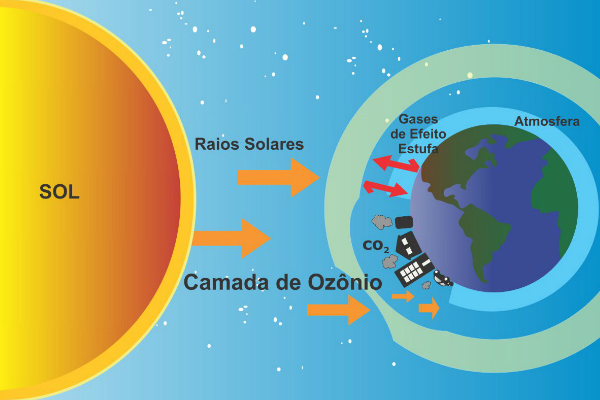 Gases
de Efeito
Estufa
Atmosfera
Raios Solares
SOL
CO₂
Camada de Ozônio